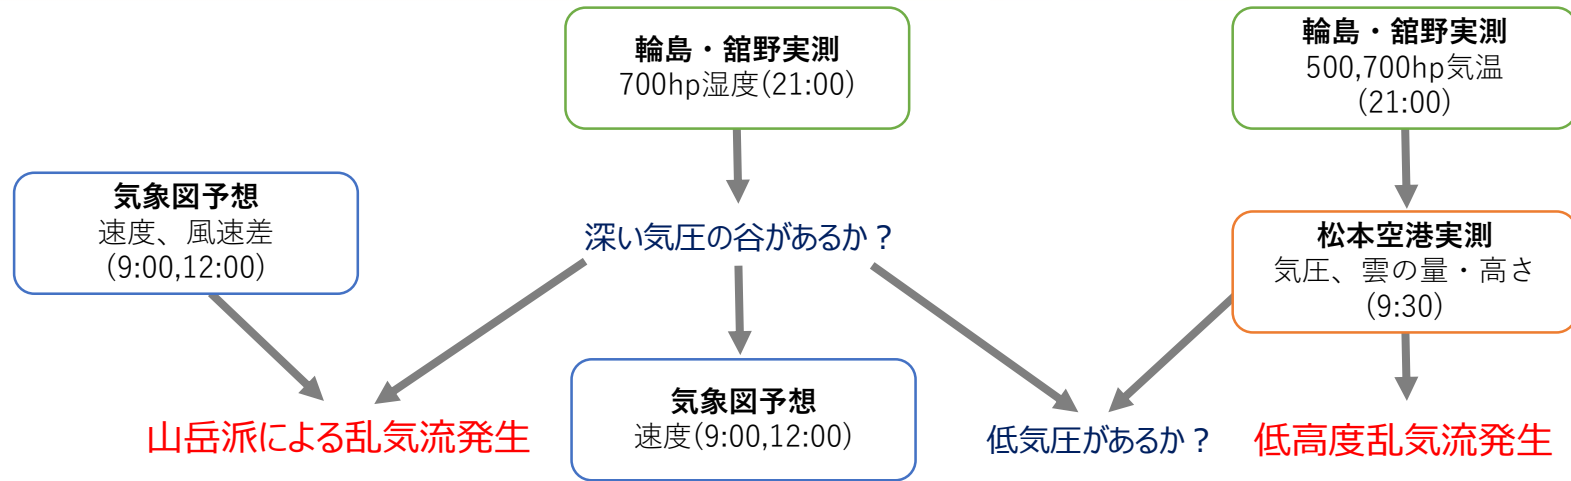 輪島・舘野実測
700hp湿度(21:00)
輪島・舘野実測
500,700hp気温
(21:00)
気象図予想
速度、風速差
(9:00,12:00)
深い気圧の谷があるか？
松本空港実測
気圧、雲の量・高さ
(9:30)
気象図予想
速度(9:00,12:00)
山岳派による乱気流発生
低気圧があるか？
低高度乱気流発生